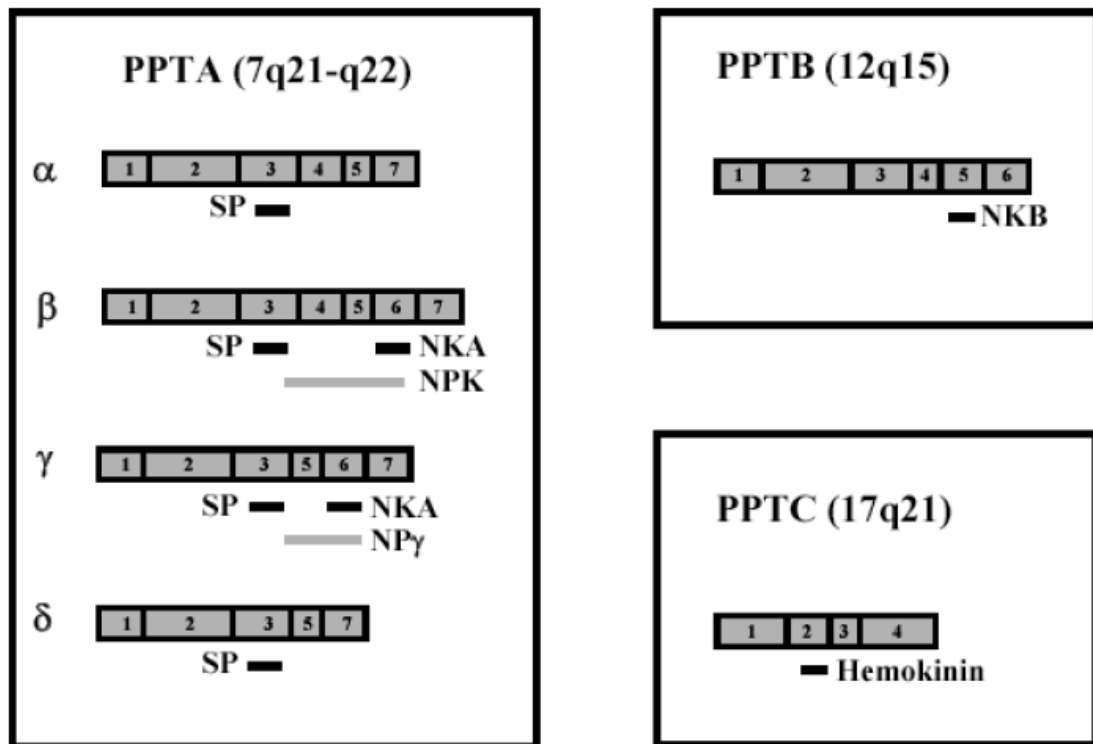 PPTA (7q21-q22)
α
1 2 3 4 5 7
SP
β
1 2 3 4 5 6 7
SP NKA
NPK
γ
1 2 3 5 6 7
SP NKA
NPγ
δ
1 2 3 5 7
SP
PPTB (12q15)
1 2 3 4 5 6
NKB
PPTC (17q21)
1 2 3 4
Hemokinin